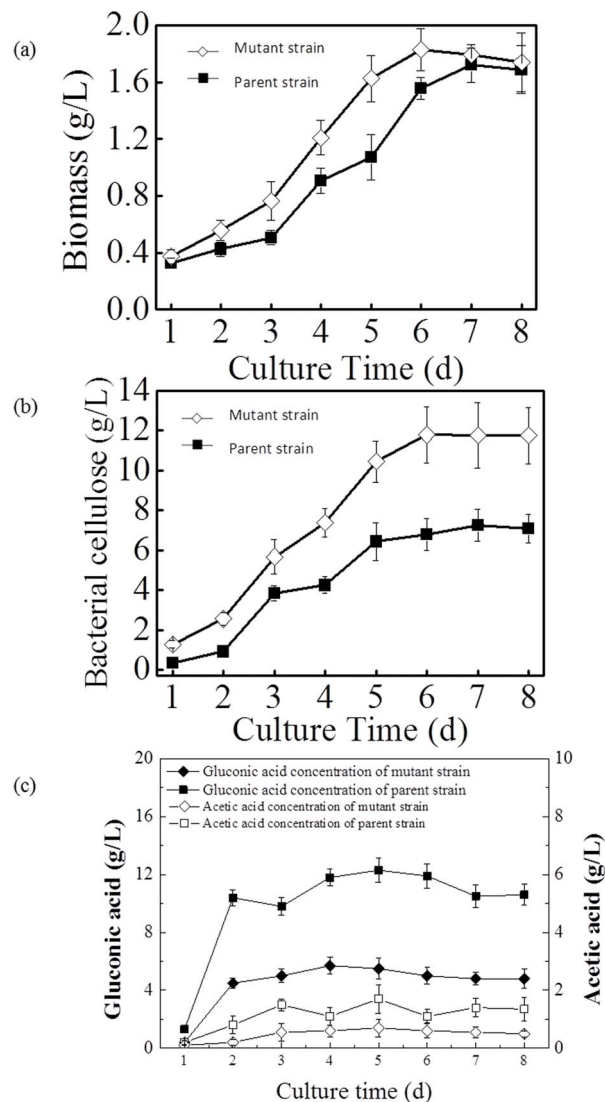 (a)
Biomass (g/L)
2.0
1.6
1.2
0.8
0.4
0.0
Mutant strain
Parent strain
1 2 3 4 5 6 7 8
Culture Time (d)
(b)
Bacterial cellulose (g/L)
14
12
10
8
6
4
2
0
Mutant strain
Parent strain
1 2 3 4 5 6 7 8
Culture Time (d)
(c)
Gluconic acid (g/L)
20
16
12
8
4
0
Gluconic acid concentration of mutant strain
Gluconic acid concentration of parent strain
Acetic acid concentration of mutant strain
Acetic acid concentration of parent strain
10
8
6
4
2
0
Acetic acid (g/L)
1 2 3 4 5 6 7 8
Culture time (d)